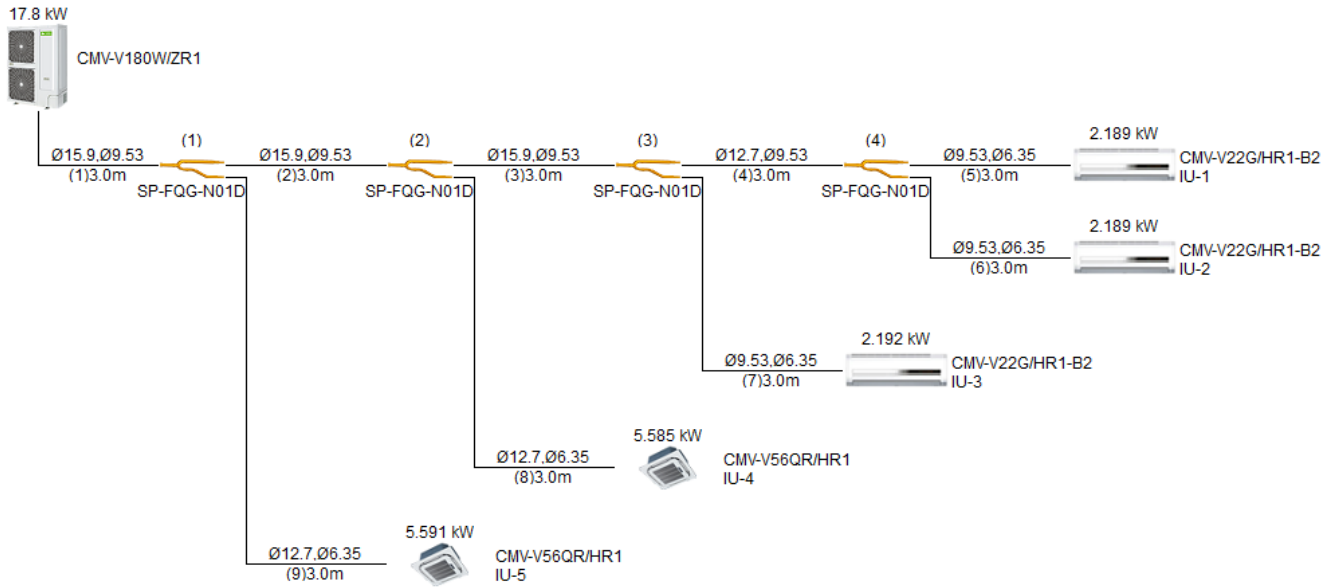 17.8 kW
CMV-V180W/ZR1
(1)
(2)
(3)
(4)
2.189 kW
Ø15.9,Ø9.53
Ø15.9,Ø9.53
Ø15.9,Ø9.53
Ø12.7,Ø9.53
Ø9.53,Ø6.35
CMV-V22G/HR1-B2
IU-1
(1)3.0m
(2)3.0m
(3)3.0m
(4)3.0m
(5)3.0m
SP-FQG-N01D
SP-FQG-N01D
SP-FQG-N01D
SP-FQG-N01D
2.189 kW
Ø9.53,Ø6.35
(6)3.0m
CMV-V22G/HR1-B2
IU-2
2.192 kW
Ø9.53,Ø6.35
(7)3.0m
CMV-V22G/HR1-B2
IU-3
5.585 kW
Ø12.7,Ø6.35
(8)3.0m
CMV-V56QR/HR1
IU-4
5.591 kW
Ø12.7,Ø6.35
(9)3.0m
CMV-V56QR/HR1
IU-5